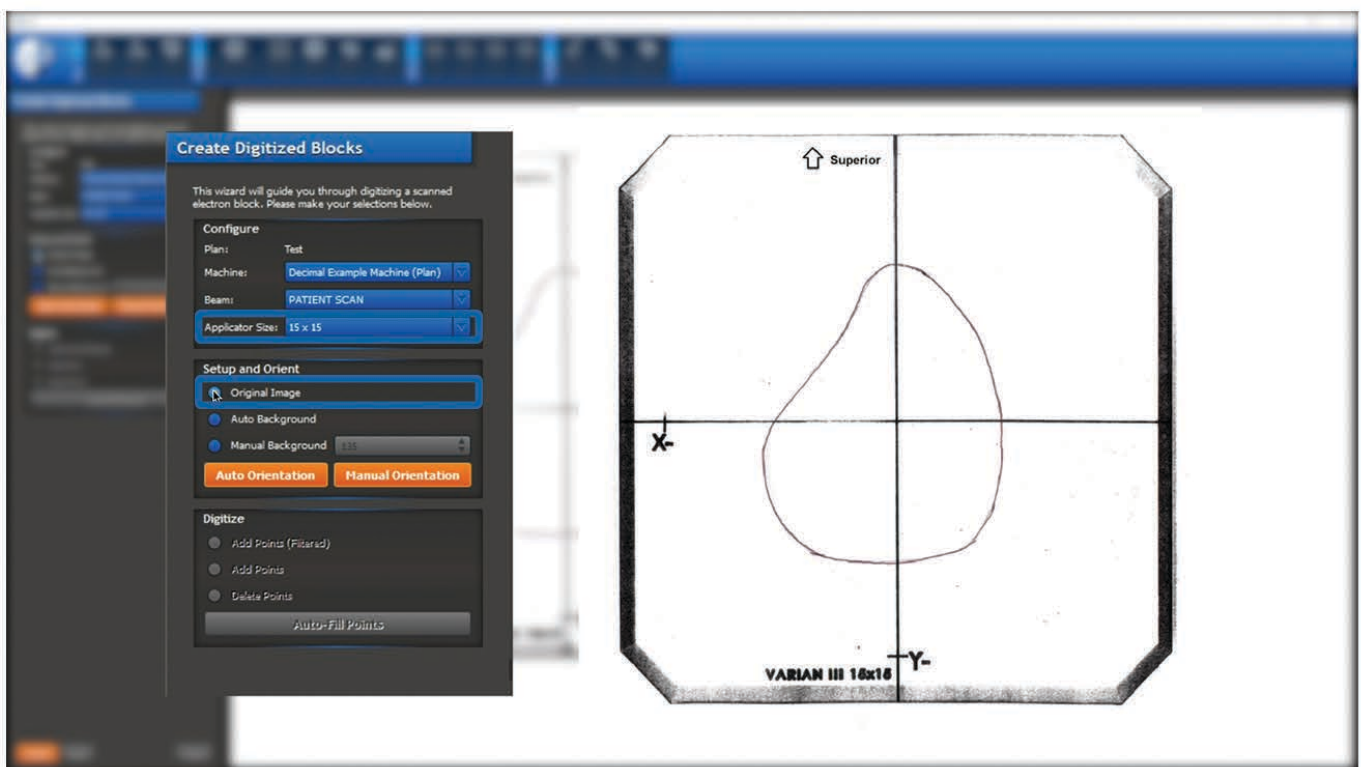 Create Digitized Blocks
This wizard will guide you through digitizing a scanned
electron block. Please make your selections below.
Configure
Plan: Test
Machine: Decimal Example Machine (Plan)
Beam: PATIENT SCAN
Applicator Size: 15 x 15
Setup and Orient
Original Image
Auto Background
Manual Background 135
Auto Orientation Manual Orientation
Digitize
Add Points (Filtered)
Add Points
Delete Points
Auto-Fill Points
Superior
X-
Y-
VARIAN III 15x15